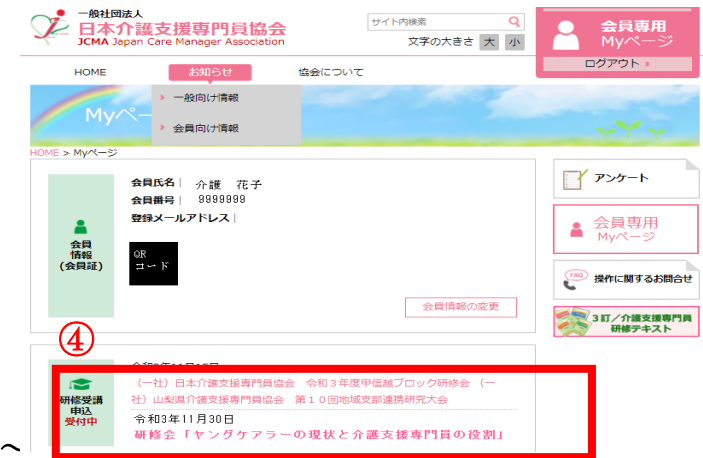 一般社団法人
日本介護支援専門員協会
JCMA Japan Care Manager Association
サイト内検索
文字の大きさ 大 小
会員専用
Myページ
ログアウト
HOME お知らせ 協会について
一般向け情報
会員向け情報
Myペー
HOME > Myページ
会員
情報
(会員証)
会員氏名| 介護 花子
会員番号| 9999999
登録メールアドレス|
QR
コード
会員情報の変更
アンケート
会員専用
Myページ
FAQ 操作に関するお問合せ
3訂/介護支援専門員
研修テキスト
④
研修受講
申込
受付中
(一社)日本介護支援専門員協会 令和3年度甲信越ブロック研修会 (一
社)山梨県介護支援専門員協会 第10回地域支部連携研究大会
令和3年11月30日
研修会「ヤングケアラーの現状と介護支援専門員の役割」
~